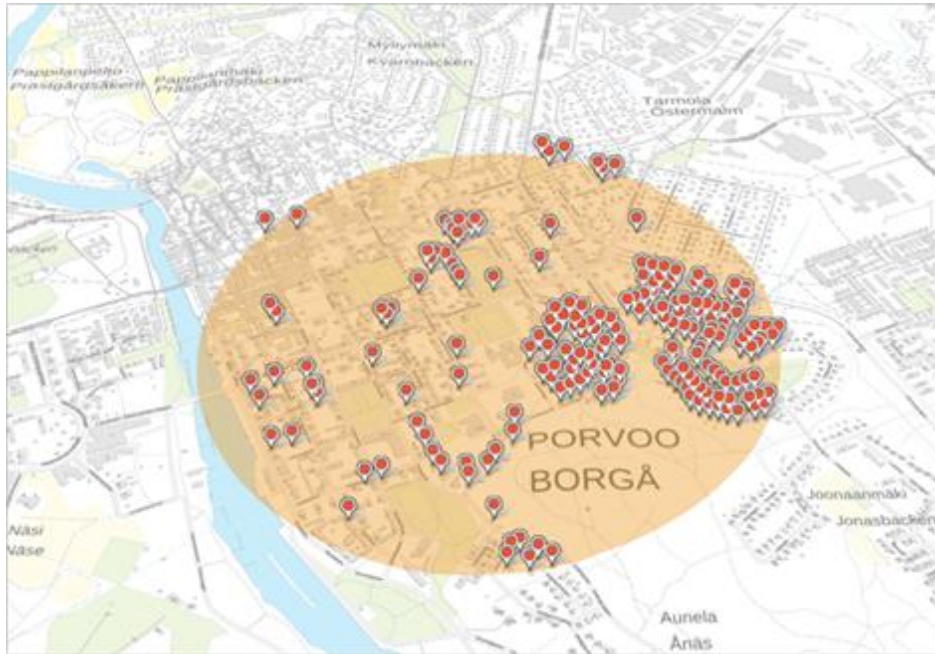 Myllymäki
Kvarnbacken
Pappilanpelto
Prästgårdsåkern
Pappilanmäki
Prästgårdsbacken
Tarmola
Östermalm
PORVOO
BORGÅ
Joonaanmäki
Jonasbacken
Näsi
Näse
Aunela
Ånäs